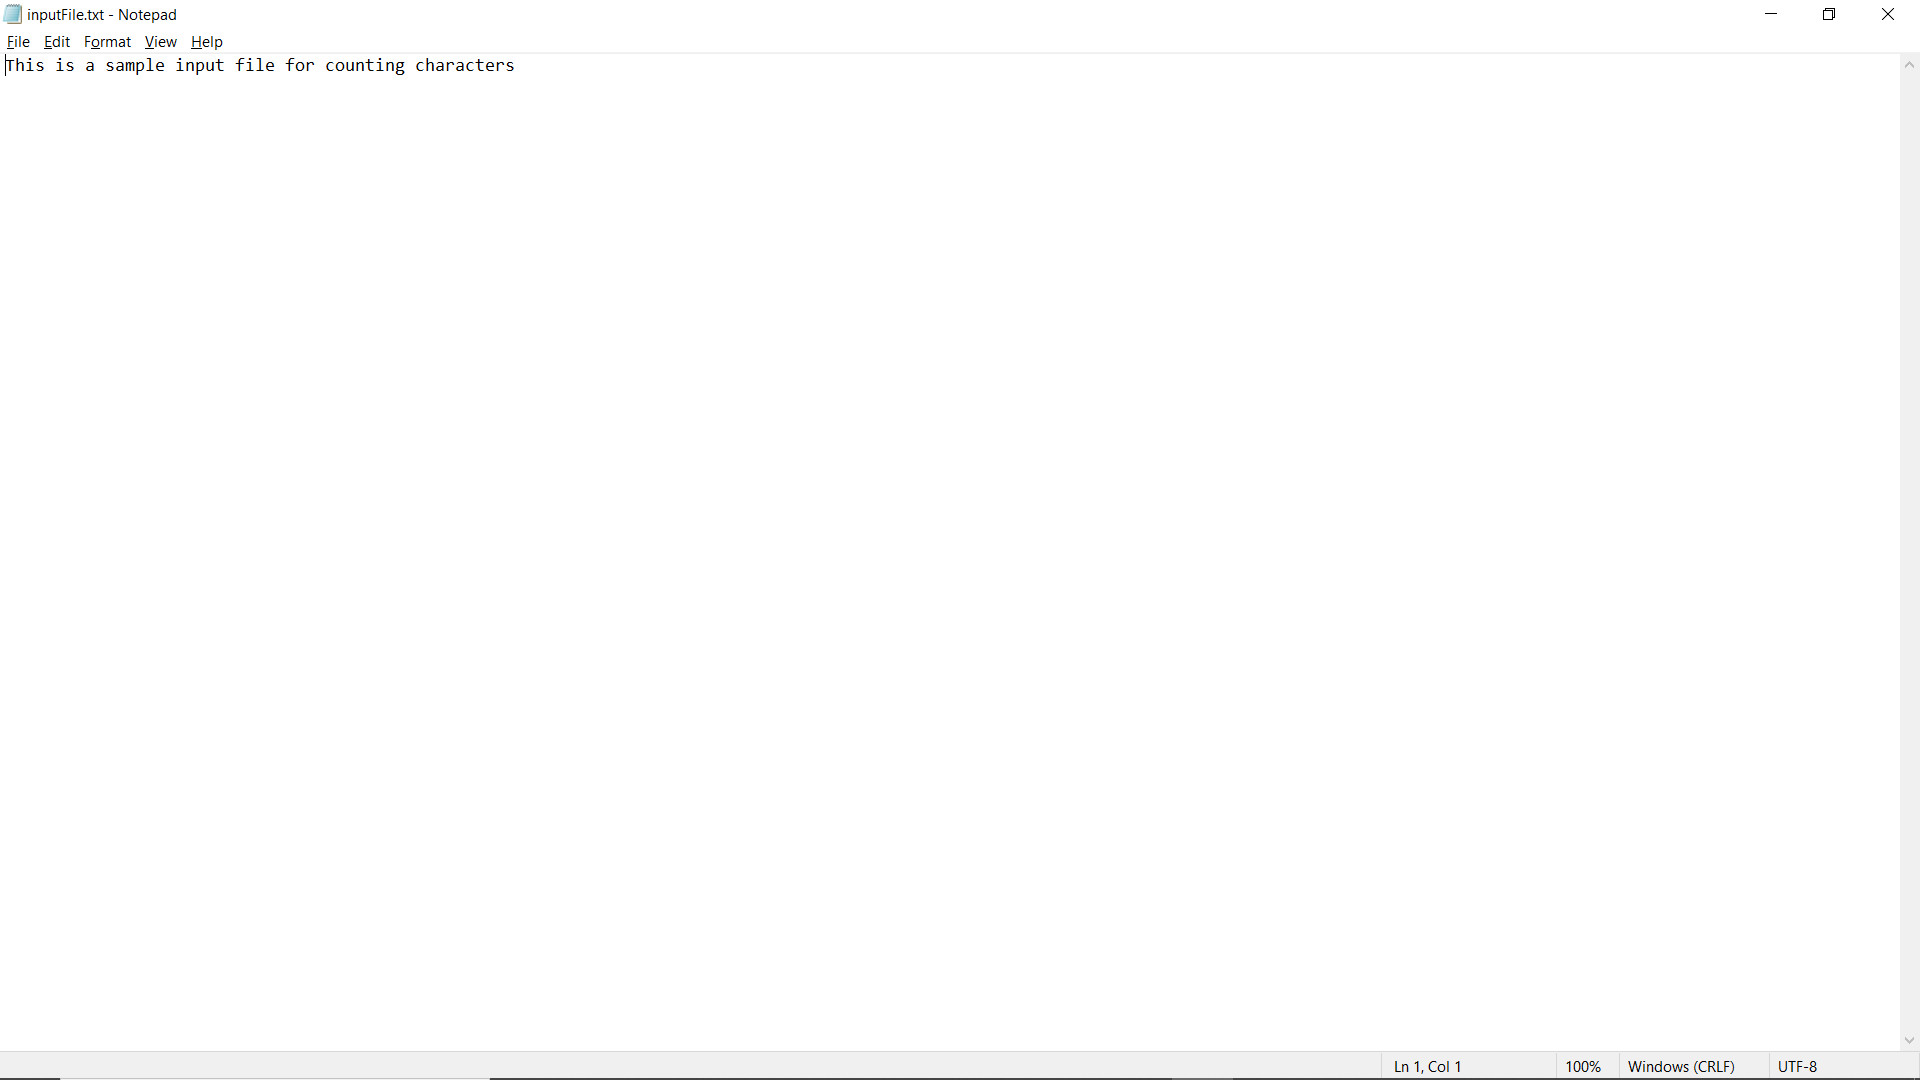 inputFile.txt - Notepad
File Edit Format View Help
This is a sample input file for counting characters
Ln 1, Col 1 100% Windows (CRLF) UTF-8